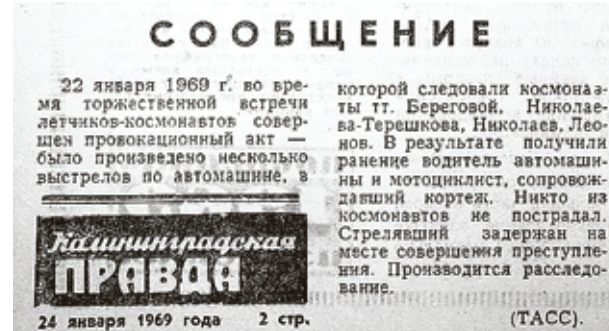 СООБЩЕНИЕ
22 января 1969 г. во вре-
мя торжественной встречи
летчиков-космонавтов совер-
шен провокационный акт —
было произведено несколько
выстрелов по автомашине, в
которой следовали космонав-
ты тт. Береговой, Николае-
ва-Терешкова, Николаев, Лео-
нов. В результате получили
ранение водитель автомаши-
ны и мотоциклист, сопровож-
давший кортеж. Никто из
космонавтов не пострадал.
Стрелявший задержан на
месте совершения преступле-
ния. Производится расследо-
вание.
(ТАСС).
Калининградская
ПРАВДА
24 января 1969 года 2 стр.